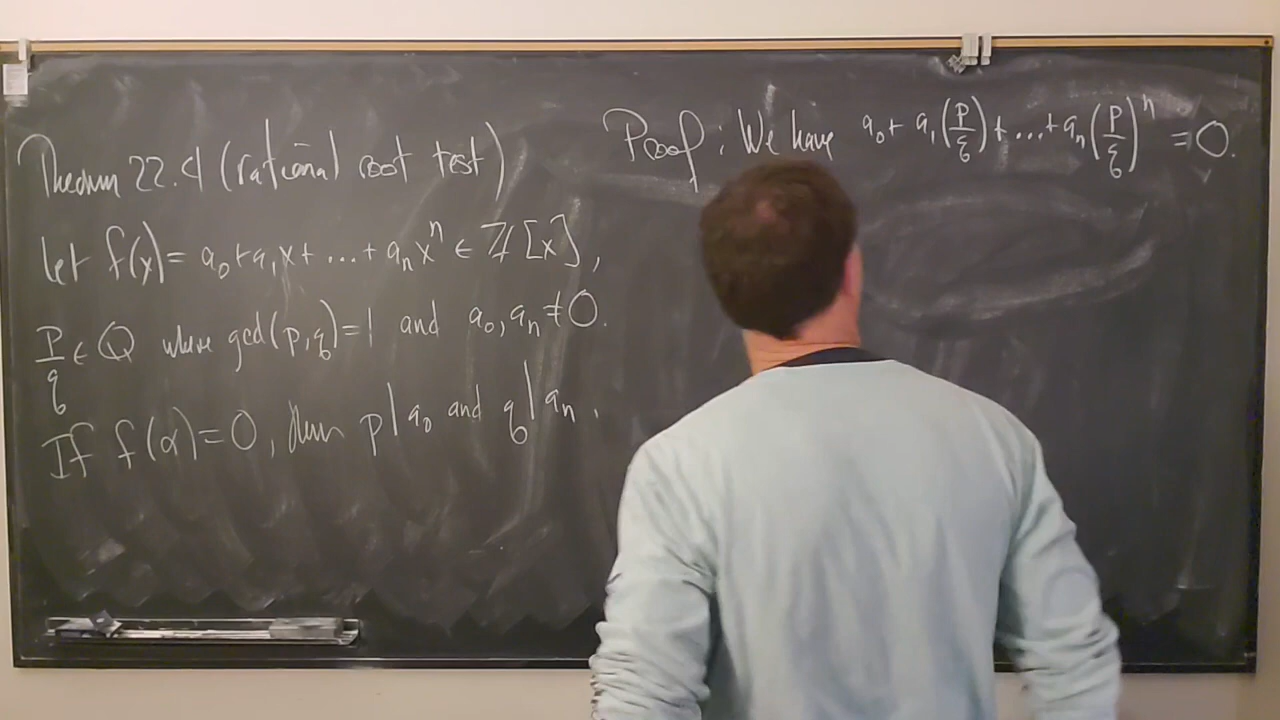 Theorem 22.4 (rational root test)
Let f(x) = a₀ + a₁x + ... + aₙxⁿ ∈ ℤ[x],
p/q ∈ Q where gcd(p,q)=1 and a₀, aₙ ≠ 0.
If f(α)=0, then p|a₀ and q|aₙ.
Proof: We have a₀ + a₁(p/q) + ... + aₙ(p/q)ⁿ = 0.